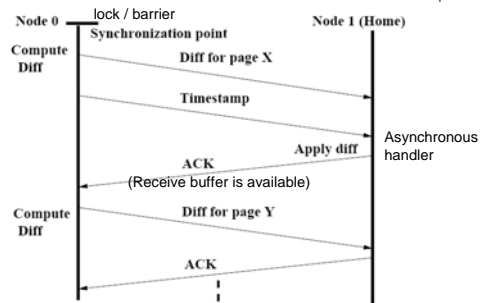 lock / barrier
Node 0
Node 1 (Home)
Synchronization point
Compute
Diff
Diff for page X
Timestamp
Asynchronous
handler
Apply diff
ACK
(Receive buffer is available)
Compute
Diff
Diff for page Y
ACK